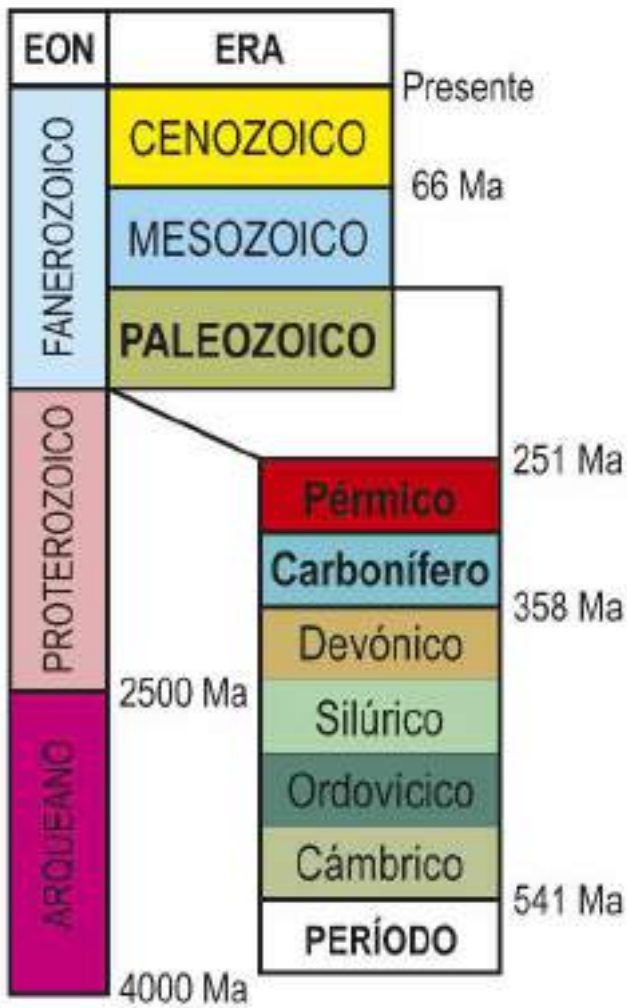 EON
ERA
Presente
CENOZOICO
66 Ma
MESOZOICO
FANEROZOICO
PALEOZOICO
251 Ma
Pérmico
Carbonífero
358 Ma
PROTEROZOICO
Devónico
2500 Ma
Silúrico
Ordovicico
Cámbrico
ARQUEANO
541 Ma
PERÍODO
4000 Ma